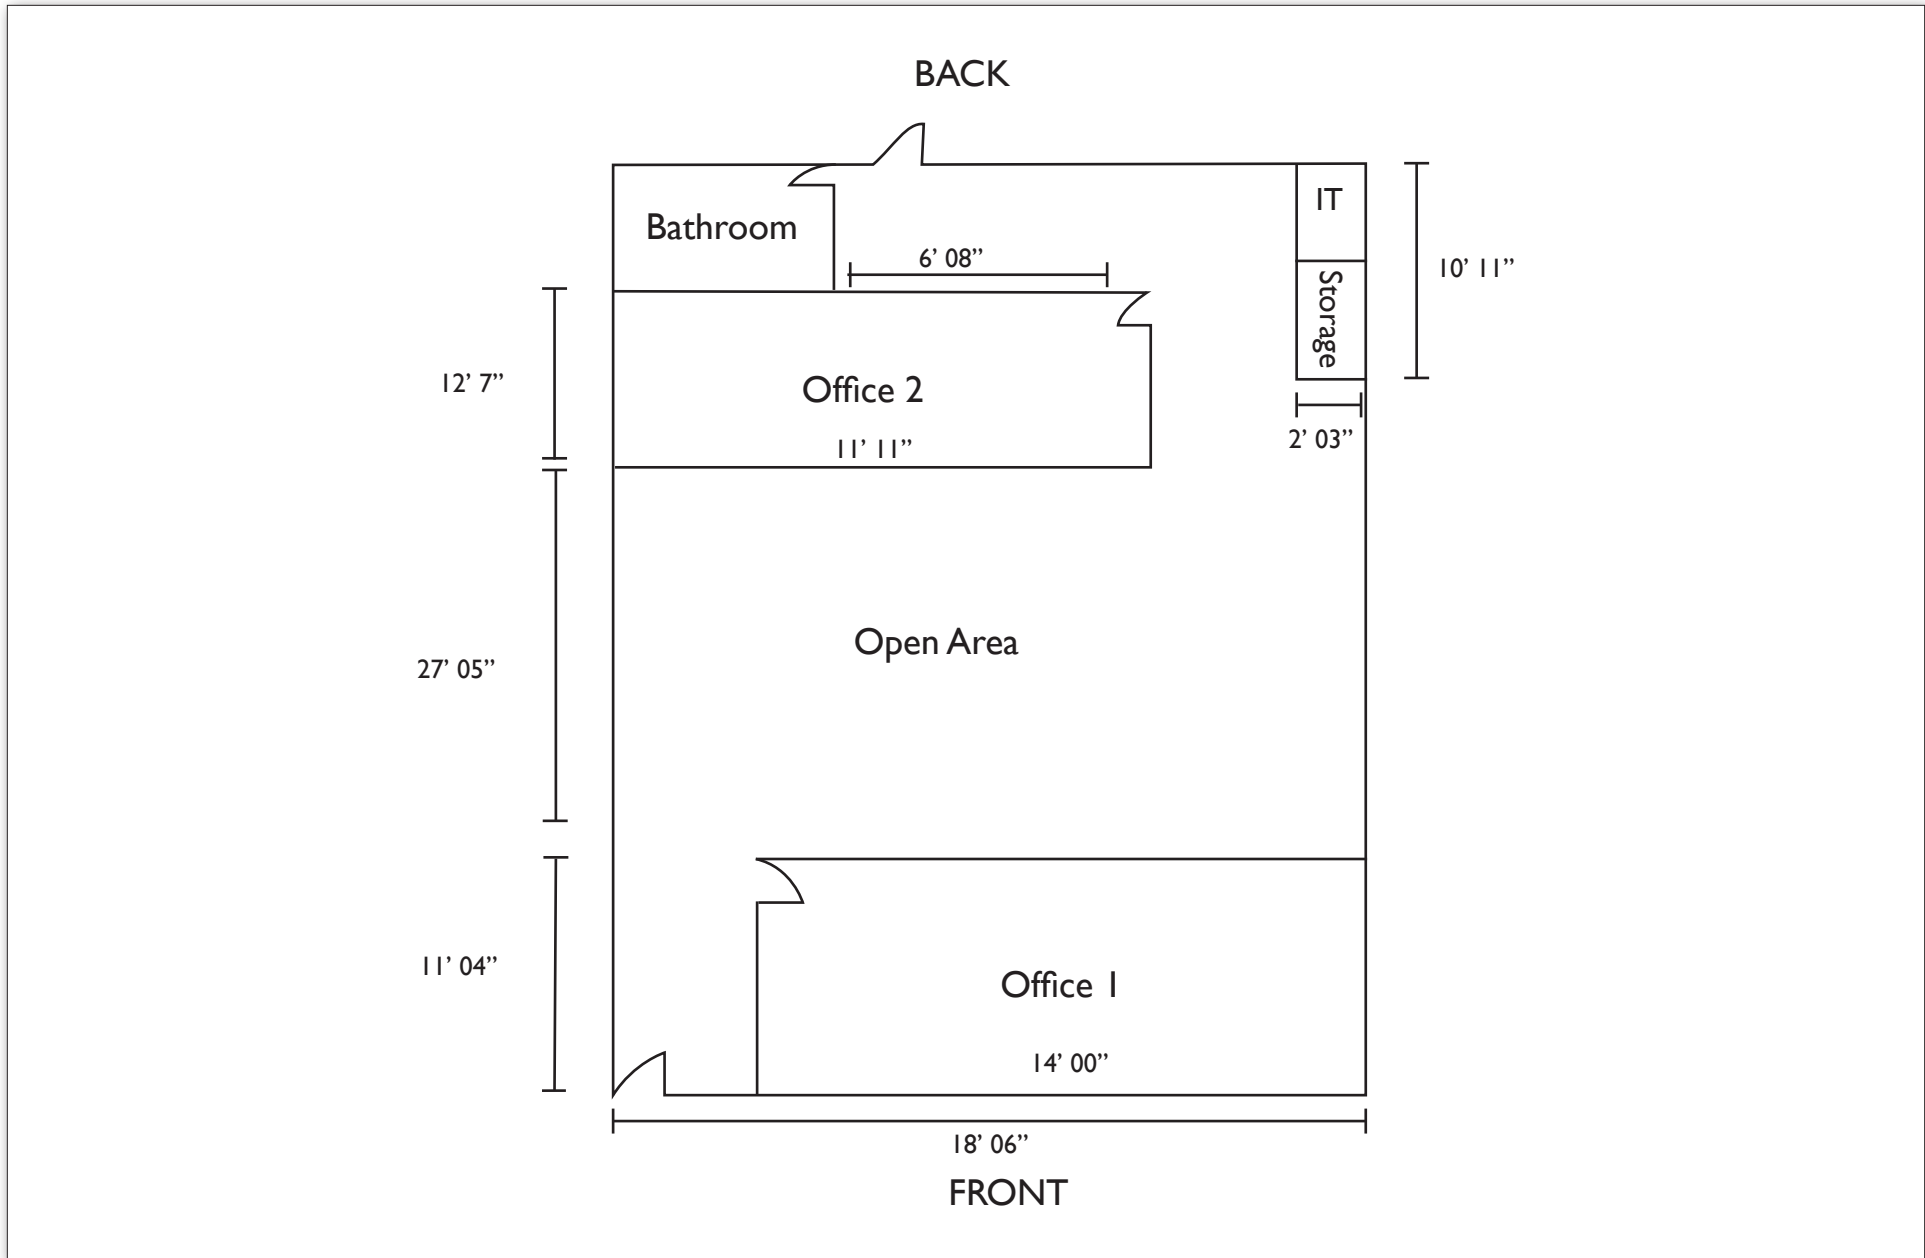 BACK
IT
Bathroom
6’ 08”
10’ 11”
Storage
12’ 7”
Office 2
2’ 03”
11’ 11”
Open Area
27’ 05”
11’ 04”
Office 1
14’ 00”
18’ 06”
FRONT